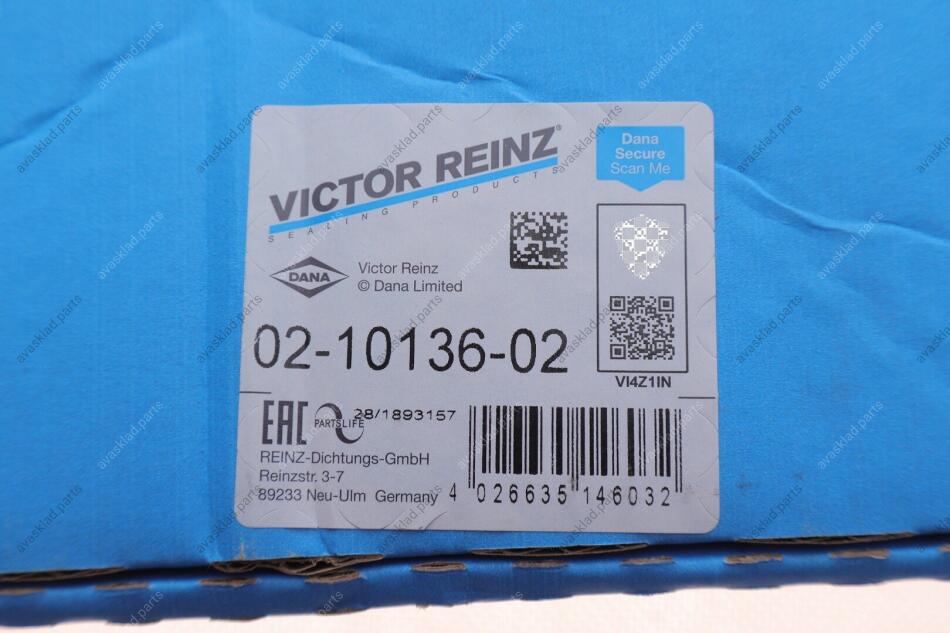 VICTOR REINZ®
SEALING PRODUCTS
Dana
Secure
Scan Me
DANA
Victor Reinz
© Dana Limited
02-10136-02
VI4Z1IN
EAC
PARTSLIFE
28/1893157
REINZ-Dichtungs-GmbH
Reinzstr. 3-7
89233 Neu-Ulm Germany
4 026635 146032
avasklad.parts